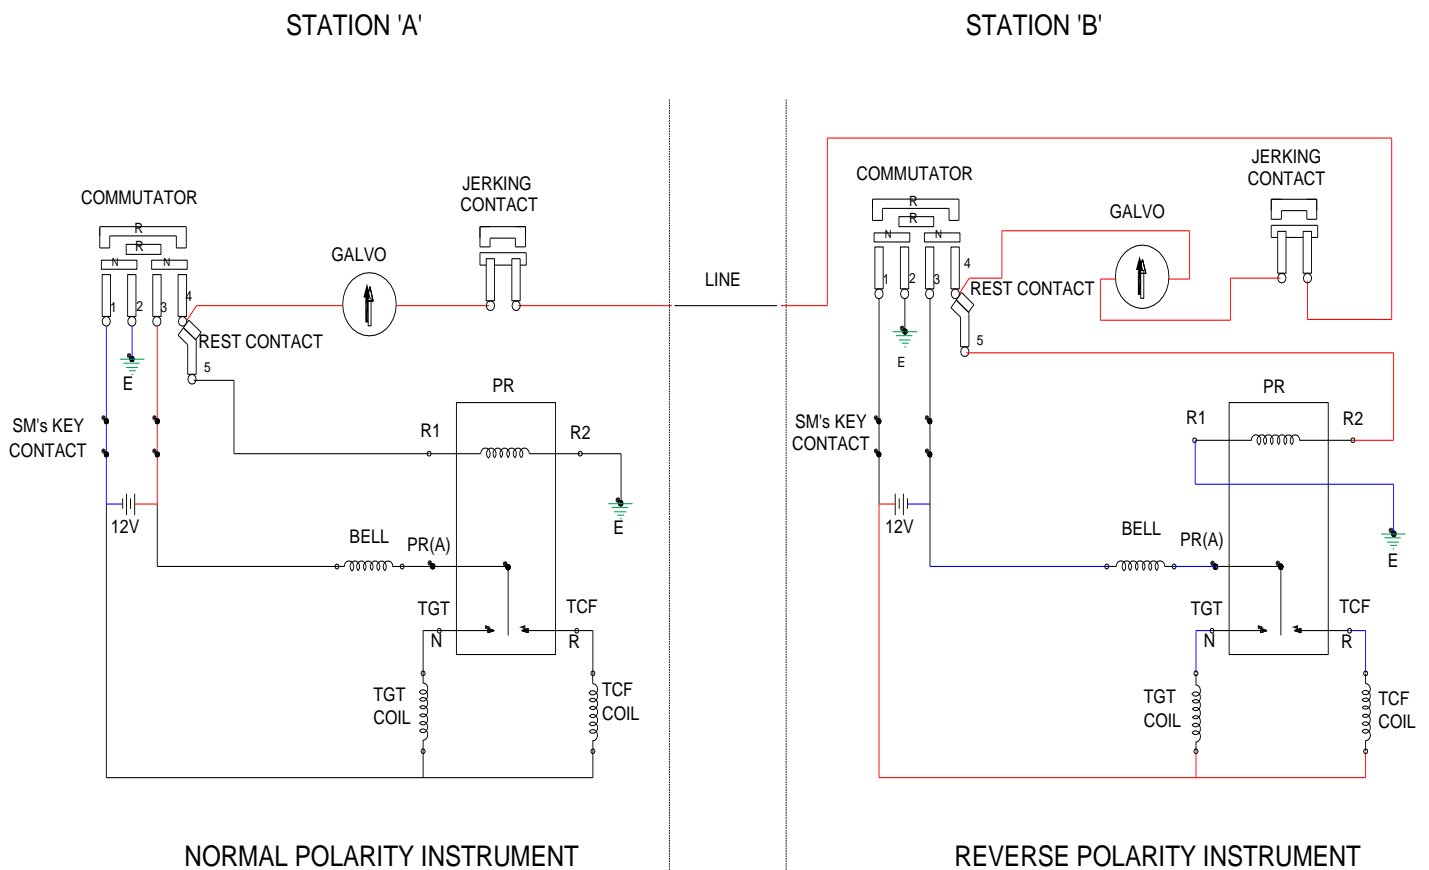 STATION 'A'
STATION 'B'
COMMUTATOR
JERKING
CONTACT
GALVO
R
R
N
N
1
2
3
4
REST CONTACT
5
E
SM's KEY
CONTACT
12V
PR
R1
R2
E
BELL
PR(A)
TGT
N
TCF
R
TGT
COIL
TCF
COIL
NORMAL POLARITY INSTRUMENT
LINE
COMMUTATOR
JERKING
CONTACT
GALVO
R
R
N
N
1
2
3
4
REST CONTACT
5
E
SM's KEY
CONTACT
12V
PR
R1
R2
E
BELL
PR(A)
TGT
N
TCF
R
TGT
COIL
TCF
COIL
REVERSE POLARITY INSTRUMENT